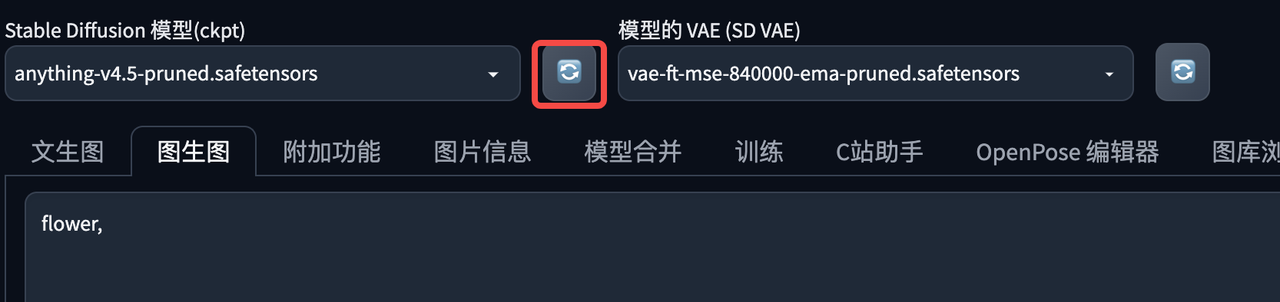 Stable Diffusion 模型(ckpt)
模型的 VAE (SD VAE)
anything-v4.5-pruned.safetensors
vae-ft-mse-840000-ema-pruned.safetensors
文生图 图生图 附加功能 图片信息 模型合并 训练 C站助手 OpenPose 编辑器 图库浏
flower,